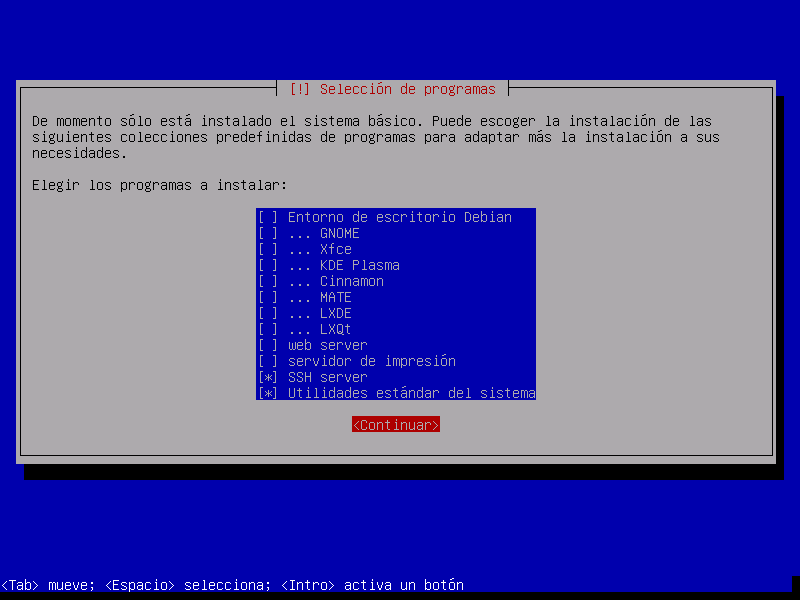 [!] Selección de programas
De momento sólo está instalado el sistema básico. Puede escoger la instalación de las
siguientes colecciones predefinidas de programas para adaptar más la instalación a sus
necesidades.
Elegir los programas a instalar:
[ ] Entorno de escritorio Debian
[ ] ... GNOME
[ ] ... Xfce
[ ] ... KDE Plasma
[ ] ... Cinnamon
[ ] ... MATE
[ ] ... LXDE
[ ] ... LXQt
[ ] web server
[ ] servidor de impresión
[*] SSH server
[*] Utilidades estándar del sistema
<Continuar>
<Tab> mueve; <Espacio> selecciona; <Intro> activa un botón